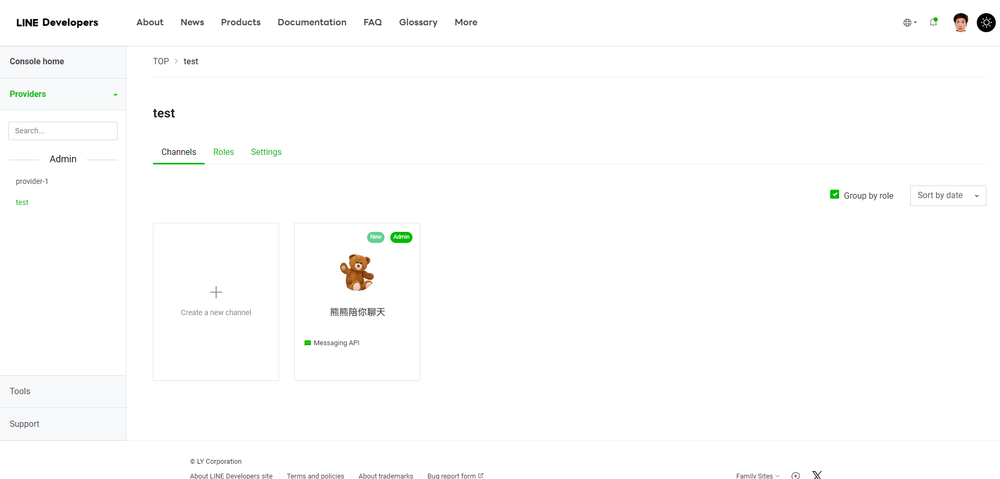 LINE Developers
About News Products Documentation FAQ Glossary More
Console home
Providers
Search...
Admin
provider-1
test
Tools
Support
TOP > test
test
Channels Roles Settings
Group by role
Sort by date
Create a new channel
New Admin
熊熊陪你聊天
Messaging API
© LY Corporation
About LINE Developers site Terms and policies About trademarks Bug report form
Family Sites